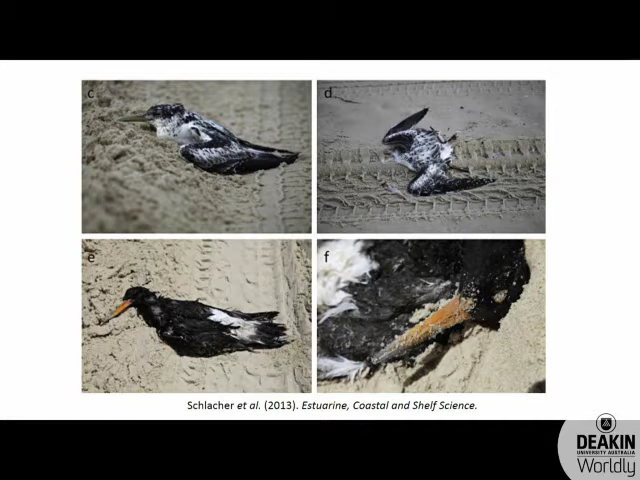 c
d
e
f
Schlacher et al. (2013). Estuarine, Coastal and Shelf Science.
DEAKIN
UNIVERSITY AUSTRALIA
Worldly